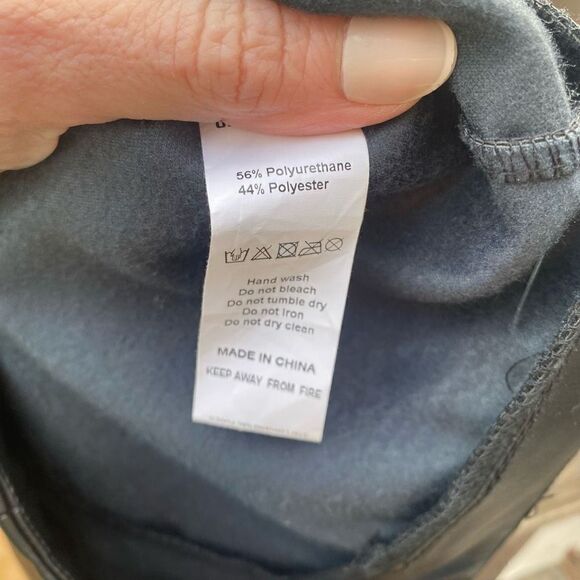 56% Polyurethane
44% Polyester
Hand wash
Do not bleach
Do not tumble dry
Do not iron
Do not dry clean
MADE IN CHINA
KEEP AWAY FROM FIRE